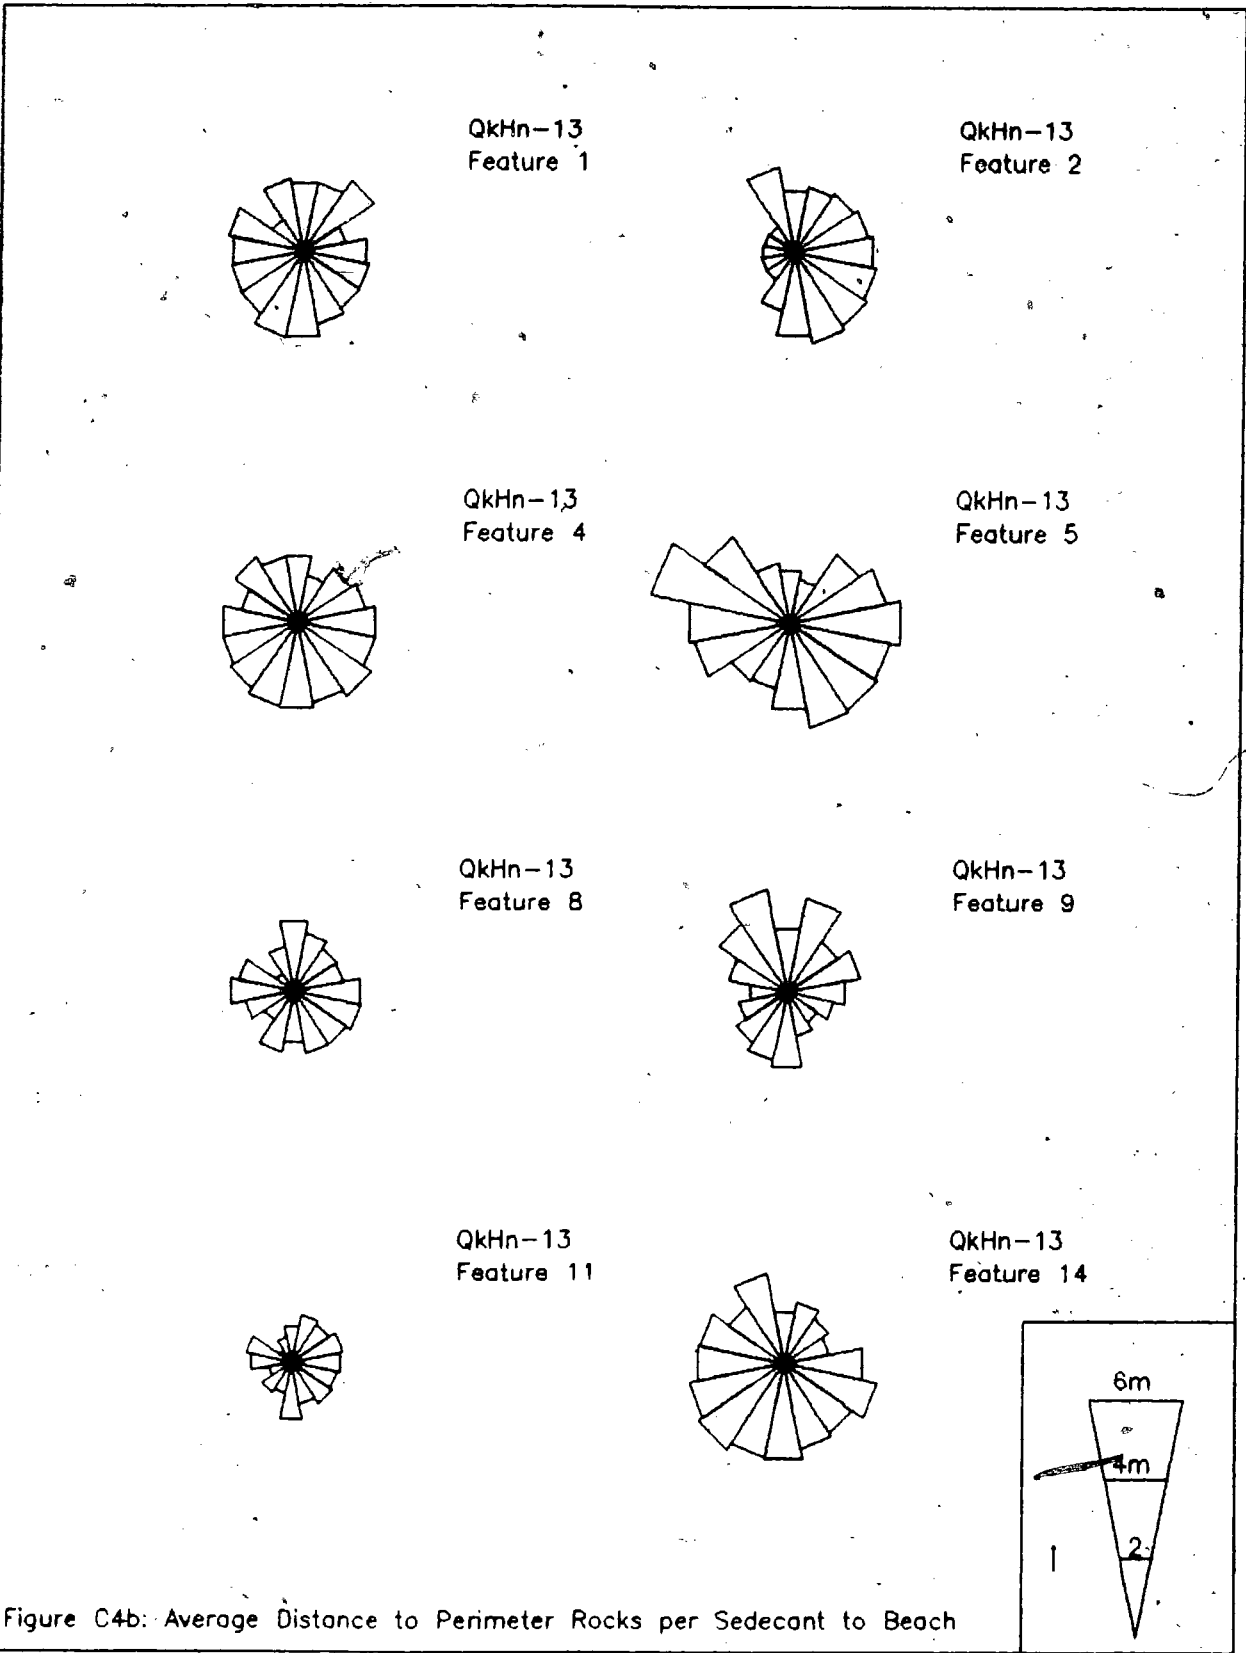 QkHn-13
Feature 1
QkHn-13
Feature 2
QkHn-13
Feature 4
QkHn-13
Feature 5
QkHn-13
Feature 8
QkHn-13
Feature 9
QkHn-13
Feature 11
QkHn-13
Feature 14
6m
4m
2
Figure C4b: Average Distance to Perimeter Rocks per Sedecant to Beach